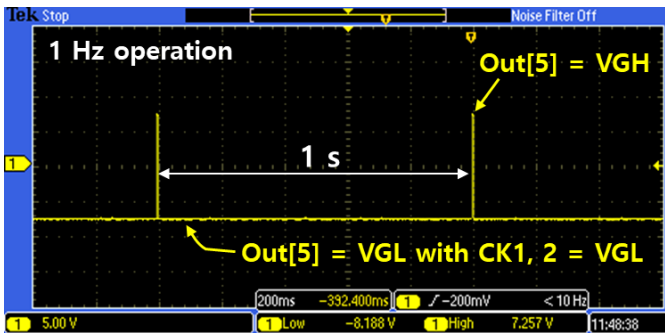 Tek Stop Noise Filter Off
1 Hz operation
Out[5] = VGH
1 s
Out[5] = VGL with CK1, 2 = VGL
200ms -392.400ms 1 -200mV < 10 Hz
1 5.00 V 1 Low -8.188 V 1 High 7.257 V 11:48:38
1